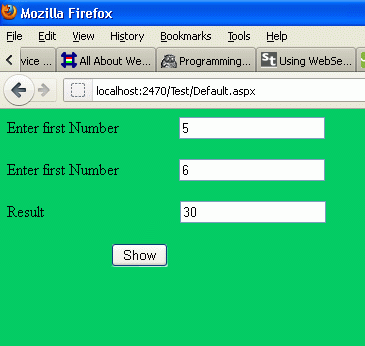 Mozilla Firefox
File Edit View History Bookmarks Tools Help
vice ... All About We... Programming... St Using WebSe...
localhost:2470/Test/Default.aspx
Enter first Number 5
Enter first Number 6
Result 30
Show